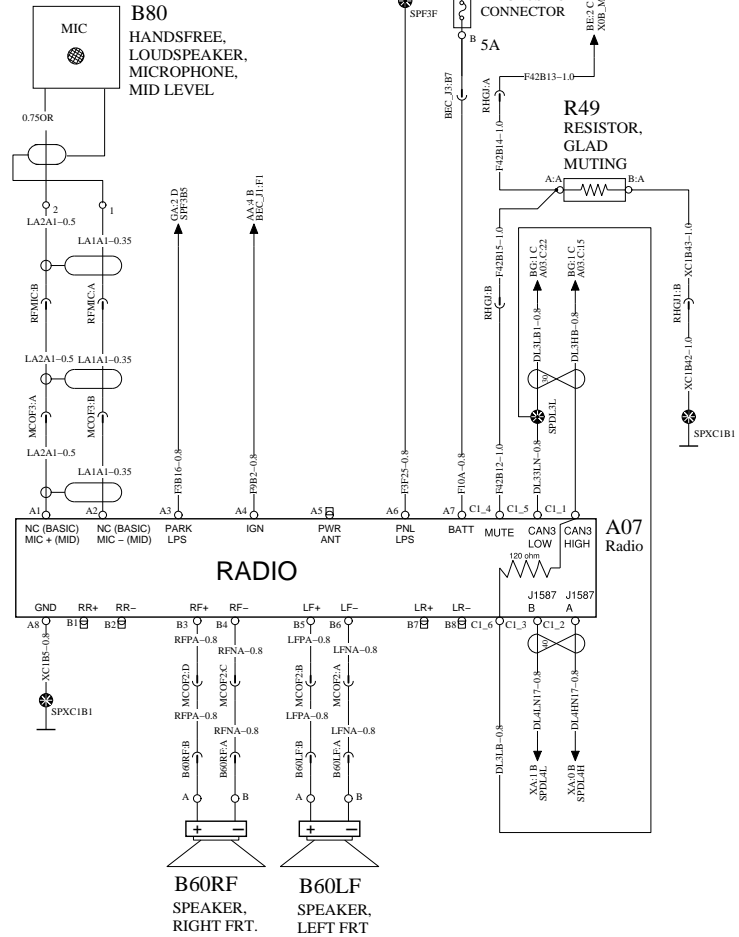 B80
MIC
HANDSFREE,
LOUDSPEAKER,
MICROPHONE,
MID LEVEL
0.75OR
2
1
LA2A1-0.5
LA1A1-0.35
RFMIC:B
RFMIC:A
LA2A1-0.5
LA1A1-0.35
MCOF3:A
MCOF3:B
LA2A1-0.5
LA1A1-0.35
GA:2 D
SPF3B5
AA:4 B
BEC_J1:F1
F3B16-0.8
F9B2-0.8
SPF3F
F3F25-0.8
CONNECTOR
B
5A
BEC_J3:B7
F10A-0.8
BE:2 C
F42B13-1.0
RHGJ:A
F42B14-1.0
R49
RESISTOR,
GLAD
MUTING
A:A
B:A
F42B15-1.0
RHGJ:B
F42B12-1.0
BG:1 C
A03.C:22
BG:1 C
A03.C:15
DL3LB1-0.8
DL3HB-0.8
30
SPDL3L
DL33LN-0.8
XC1B43-1.0
RHGJ1:B
XC1B42-1.0
SPXC1B1
A1
A2
A3
A4
A5
A6
A7
C1_4
C1_5
C1_1
NC (BASIC)
MIC + (MID)
NC (BASIC)
MIC - (MID)
PARK
LPS
IGN
PWR
ANT
PNL
LPS
BATT
MUTE
CAN3
LOW
CAN3
HIGH
A07
Radio
RADIO
120 ohm
GND
RR+
RR-
RF+
RF-
LF+
LF-
LR+
LR-
J1587
B
J1587
A
A8
B1
B2
B3
B4
B5
B6
B7
B8
C1_6
C1_3
C1_2
XC1B5-0.8
SPXC1B1
RFPA-0.8
RFNA-0.8
MCOF2:D
MCOF2:C
RFPA-0.8
RFNA-0.8
B60RF:B
B60RF:A
A
B
+
-
B60RF
SPEAKER,
RIGHT FRT.
LFPA-0.8
LFNA-0.8
MCOF2:B
MCOF2:A
LFPA-0.8
LFNA-0.8
B60LF:B
B60LF:A
A
B
+
-
B60LF
SPEAKER,
LEFT FRT
DL3LB-0.8
40
DL4LN17-0.8
DL4HN17-0.8
XA:1 B
SPDL4L
XA:0 B
SPDL4H